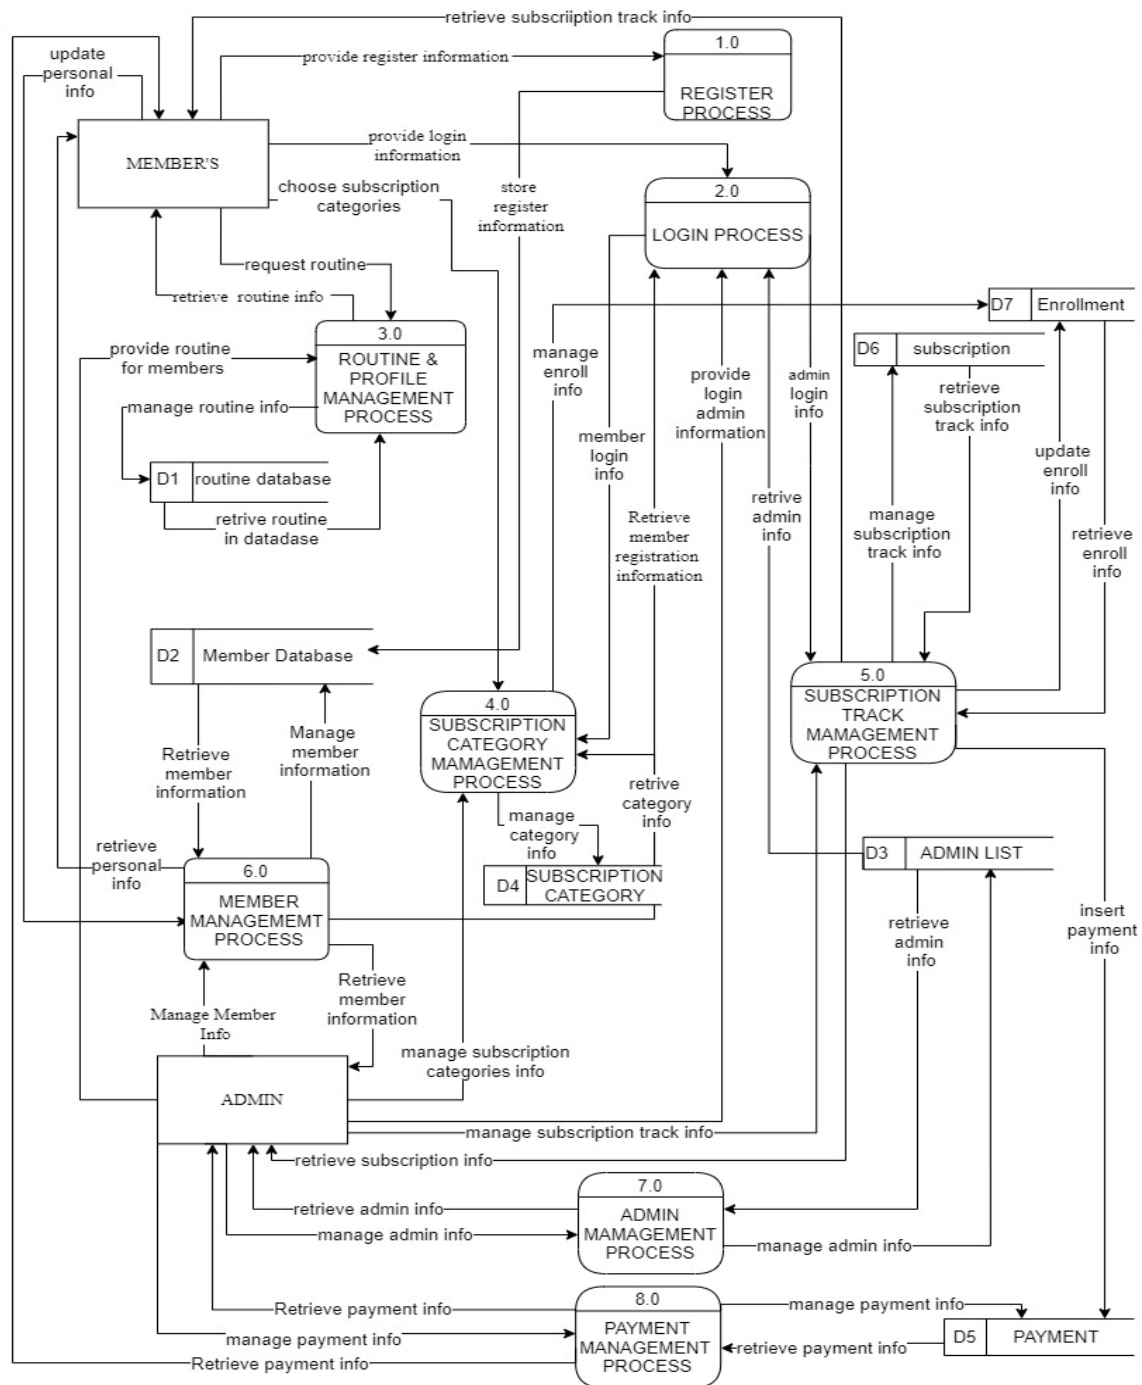 retrieve subscriiption track info
update
personal
info
provide register information
1.0
REGISTER
PROCESS
MEMBER'S
provide login
information
choose subscription
categories
store
register
information
2.0
LOGIN PROCESS
request routine
retrieve  routine info
3.0
ROUTINE &
PROFILE
MANAGEMENT
PROCESS
provide routine
for members
manage routine info
D1
routine database
retrive routine
in datadase
manage
enroll
info
member
login
info
provide
login
admin
information
admin
login
info
D7
Enrollment
D6
subscription
retrieve
subscription
track info
update
enroll
info
Retrieve
member
registration
information
retrive
admin
info
manage
subscription
track info
retrieve
enroll
info
D2
Member Database
Retrieve
member
information
Manage
member
information
4.0
SUBSCRIPTION
CATEGORY
MAMAGEMENT
PROCESS
5.0
SUBSCRIPTION
TRACK
MAMAGEMENT
PROCESS
manage
category
info
retrive
category
info
D4
SUBSCRIPTION
CATEGORY
D3
ADMIN LIST
retrieve
personal
info
6.0
MEMBER
MANAGEMEMT
PROCESS
retrieve
admin
info
insert
payment
info
Manage Member
Info
Retrieve
member
information
manage subscription
categories info
ADMIN
manage subscription track info
retrieve subscription info
retrieve admin info
manage admin info
7.0
ADMIN
MAMAGEMENT
PROCESS
manage admin info
Retrieve payment info
manage payment info
Retrieve payment info
8.0
PAYMENT
MANAGEMENT
PROCESS
manage payment info
retrieve payment info
D5
PAYMENT